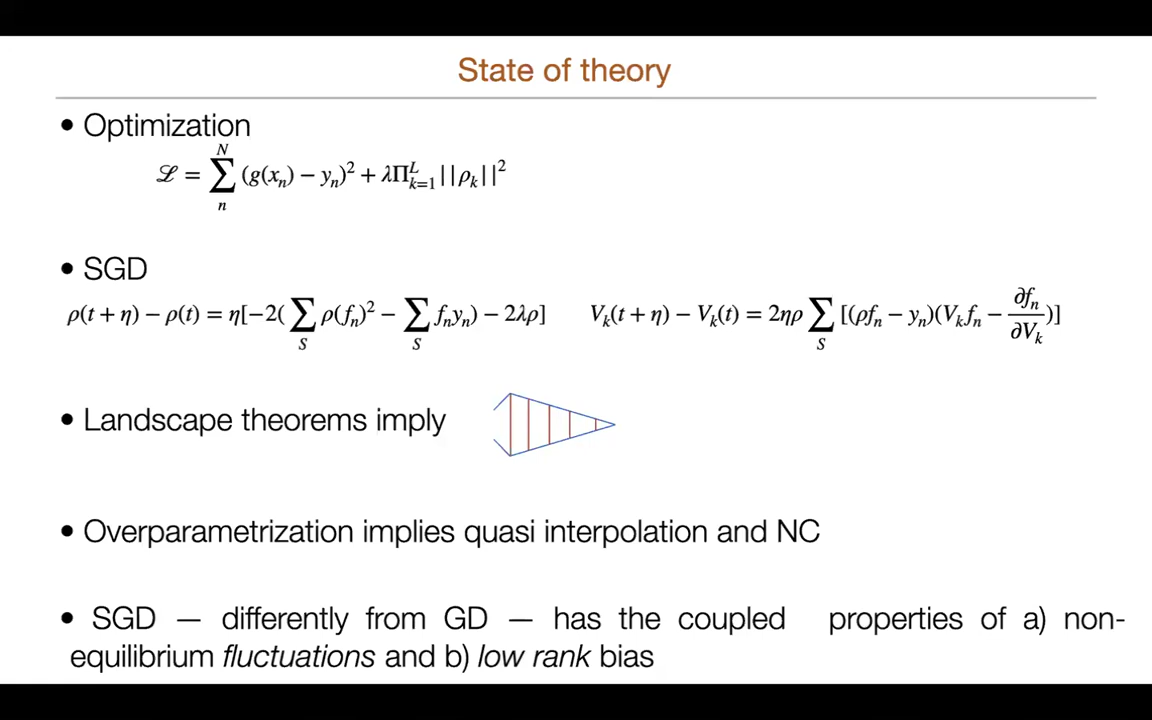 State of theory
• Optimization
ℒ = ∑_n^N (g(x_n) − y_n)² + λΠ_{k=1}^L ||ρ_k||²
• SGD
ρ(t + η) − ρ(t) = η[−2(∑_S ρ(f_n)² − ∑_S f_n y_n) − 2λρ]    V_k(t + η) − V_k(t) = 2ηρ ∑_S [(ρf_n − y_n)(V_k f_n − ∂f_n/∂V_k)]
• Landscape theorems imply
• Overparametrization implies quasi interpolation and NC
• SGD — differently from GD — has the coupled properties of a) non-
equilibrium fluctuations and b) low rank bias